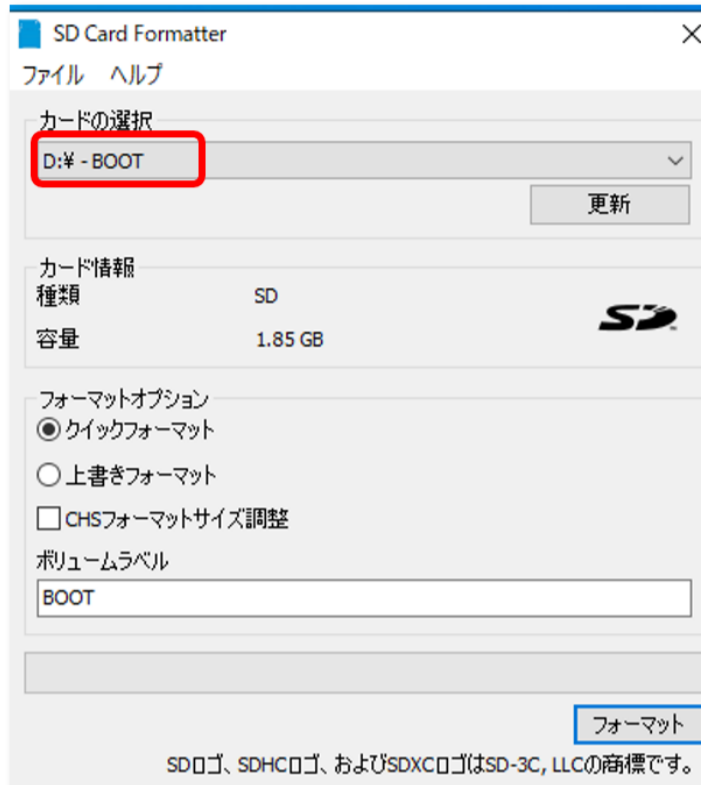 SD Card Formatter
ファイル ヘルプ
カードの選択
D:¥ - BOOT
更新
カード情報
種類 SD
容量 1.85 GB
SD
フォーマットオプション
クイックフォーマット
上書きフォーマット
CHSフォーマットサイズ調整
ボリュームラベル
BOOT
フォーマット
SDロゴ、SDHCロゴ、およびSDXCロゴはSD-3C, LLCの商標です。